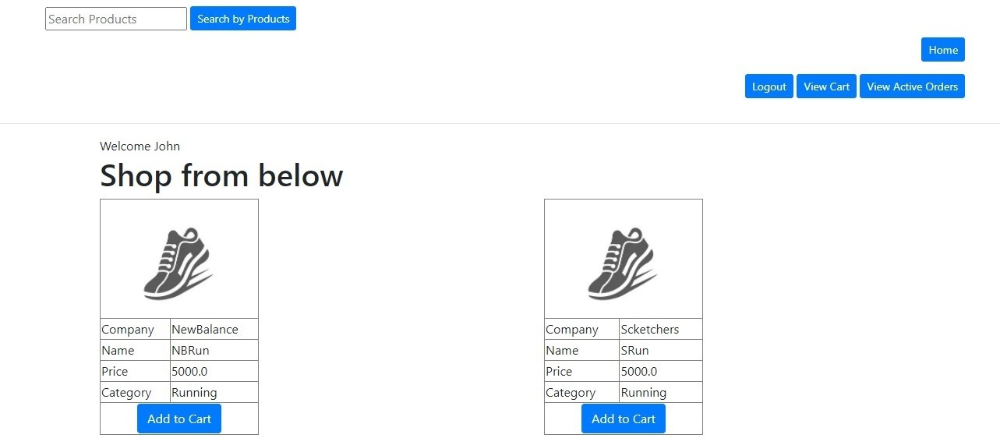 Search Products Search by Products
Home
Logout View Cart View Active Orders
Welcome John
Shop from below
Company NewBalance
Name NBRun
Price 5000.0
Category Running
Add to Cart
Company Scketchers
Name SRun
Price 5000.0
Category Running
Add to Cart